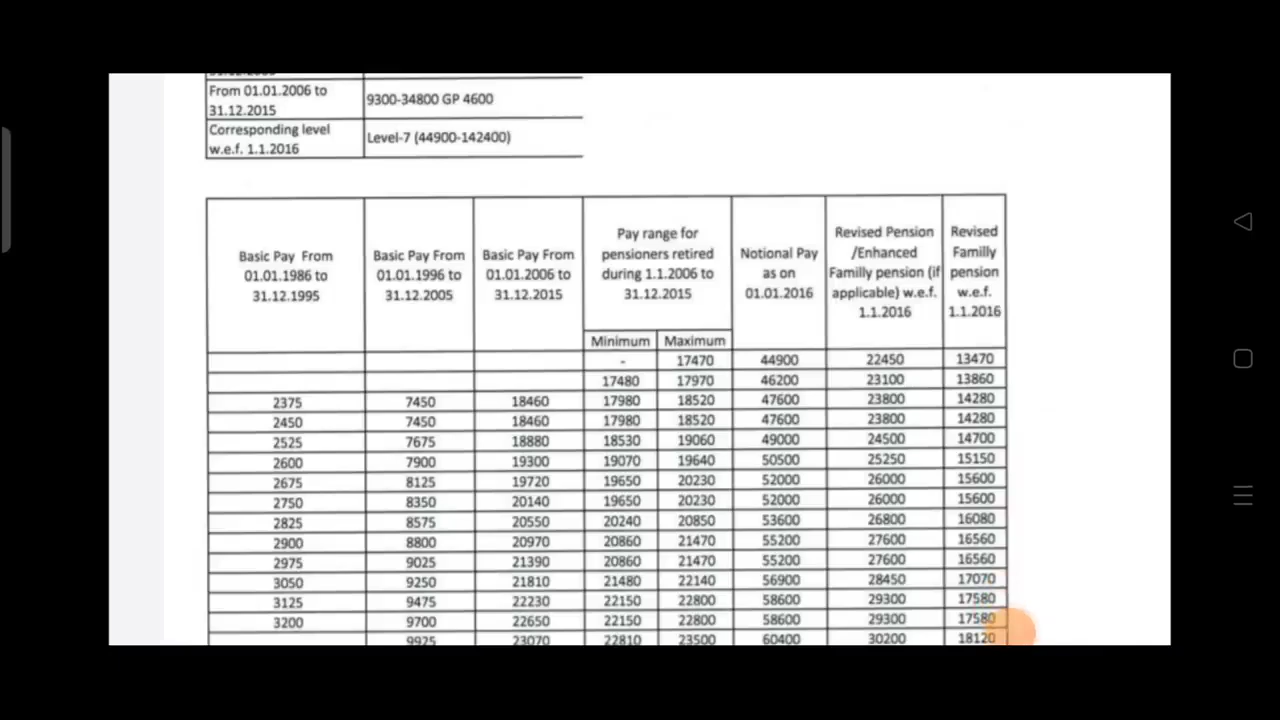 From 01.01.2006 to
31.12.2015
9300-34800 GP 4600
Corresponding level
w.e.f. 1.1.2016
Level-7 (44900-142400)
Basic Pay From
01.01.1986 to
31.12.1995
Basic Pay From
01.01.1996 to
31.12.2005
Basic Pay From
01.01.2006 to
31.12.2015
Pay range for
pensioners retired
during 1.1.2006 to
31.12.2015
Notional Pay
as on
01.01.2016
Revised Pension
/Enhanced
Familly pension (if
applicable) w.e.f.
1.1.2016
Revised
Familly
pension
w.e.f.
1.1.2016
Minimum Maximum
- 17470 44900 22450 13470
17480 17970 46200 23100 13860
2375 7450 18460 17980 18520 47600 23800 14280
2450 7450 18460 17980 18520 47600 23800 14280
2525 7675 18880 18530 19060 49000 24500 14700
2600 7900 19300 19070 19640 50500 25250 15150
2675 8125 19720 19650 20230 52000 26000 15600
2750 8350 20140 19650 20230 52000 26000 15600
2825 8575 20550 20240 20850 53600 26800 16080
2900 8800 20970 20860 21470 55200 27600 16560
2975 9025 21390 20860 21470 55200 27600 16560
3050 9250 21810 21480 22140 56900 28450 17070
3125 9475 22230 22150 22800 58600 29300 17580
3200 9700 22650 22150 22800 58600 29300 17580
9925 23070 22810 23500 60400 30200 18120